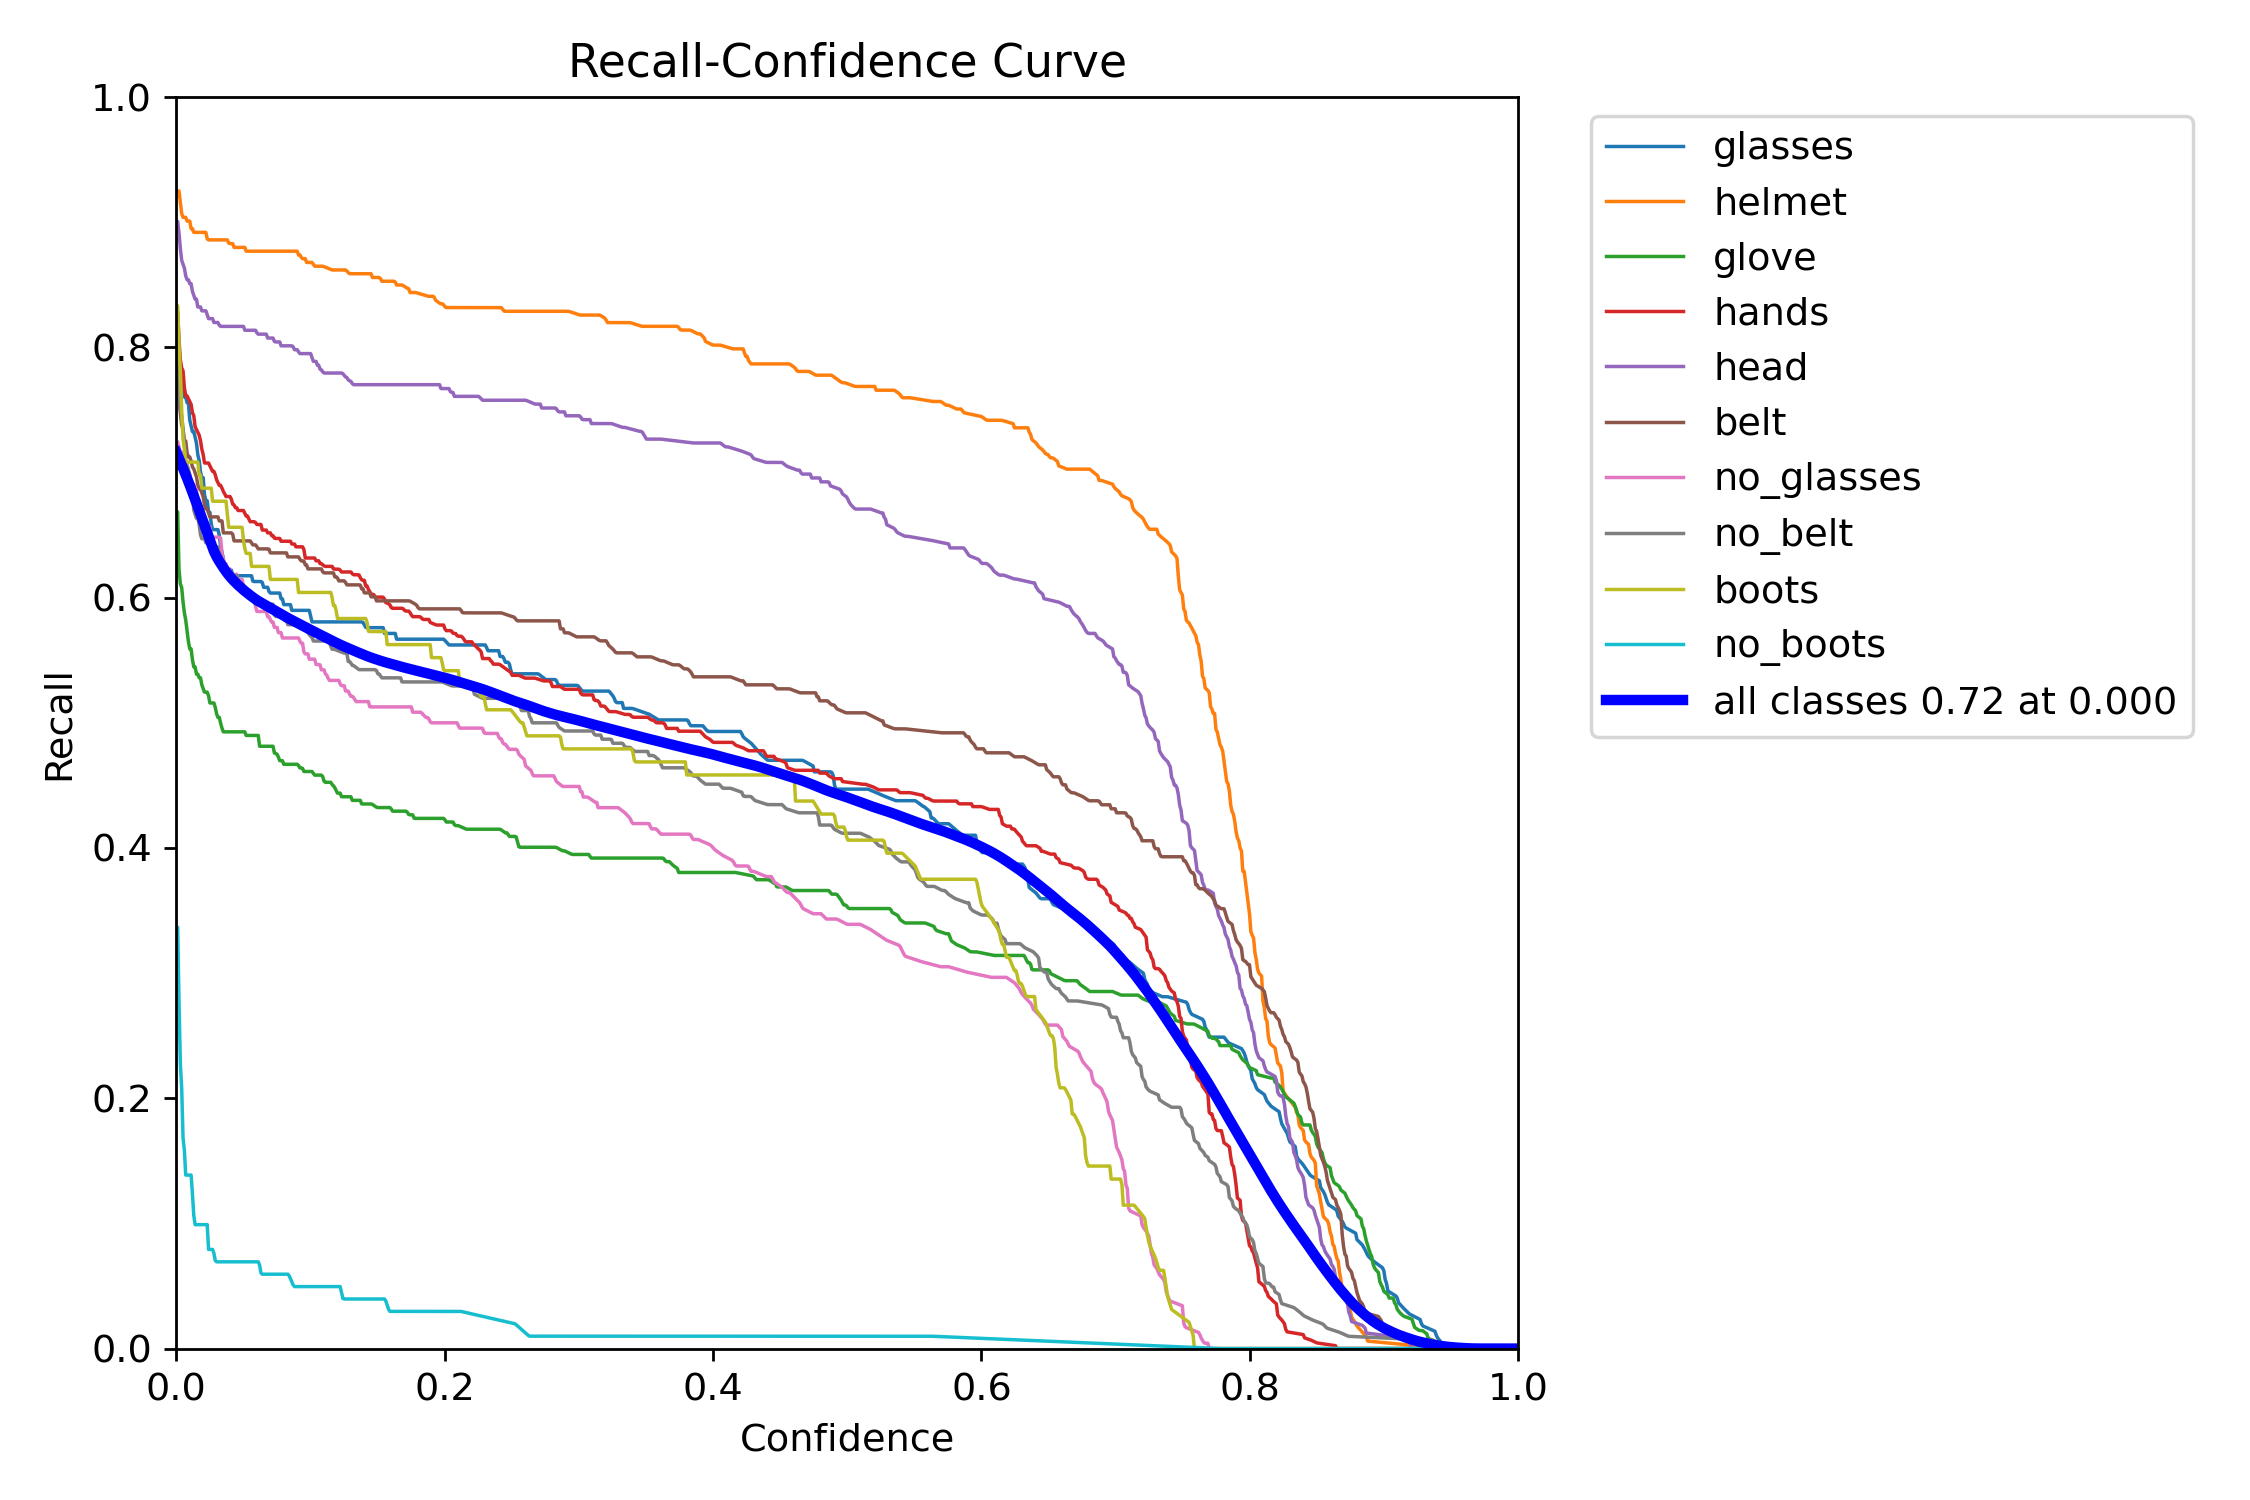 Recall-Confidence Curve
1.0
0.8
0.6
0.4
0.2
0.0
Recall
0.0 0.2 0.4 0.6 0.8 1.0
Confidence
glasses
helmet
glove
hands
head
belt
no_glasses
no_belt
boots
no_boots
all classes 0.72 at 0.000